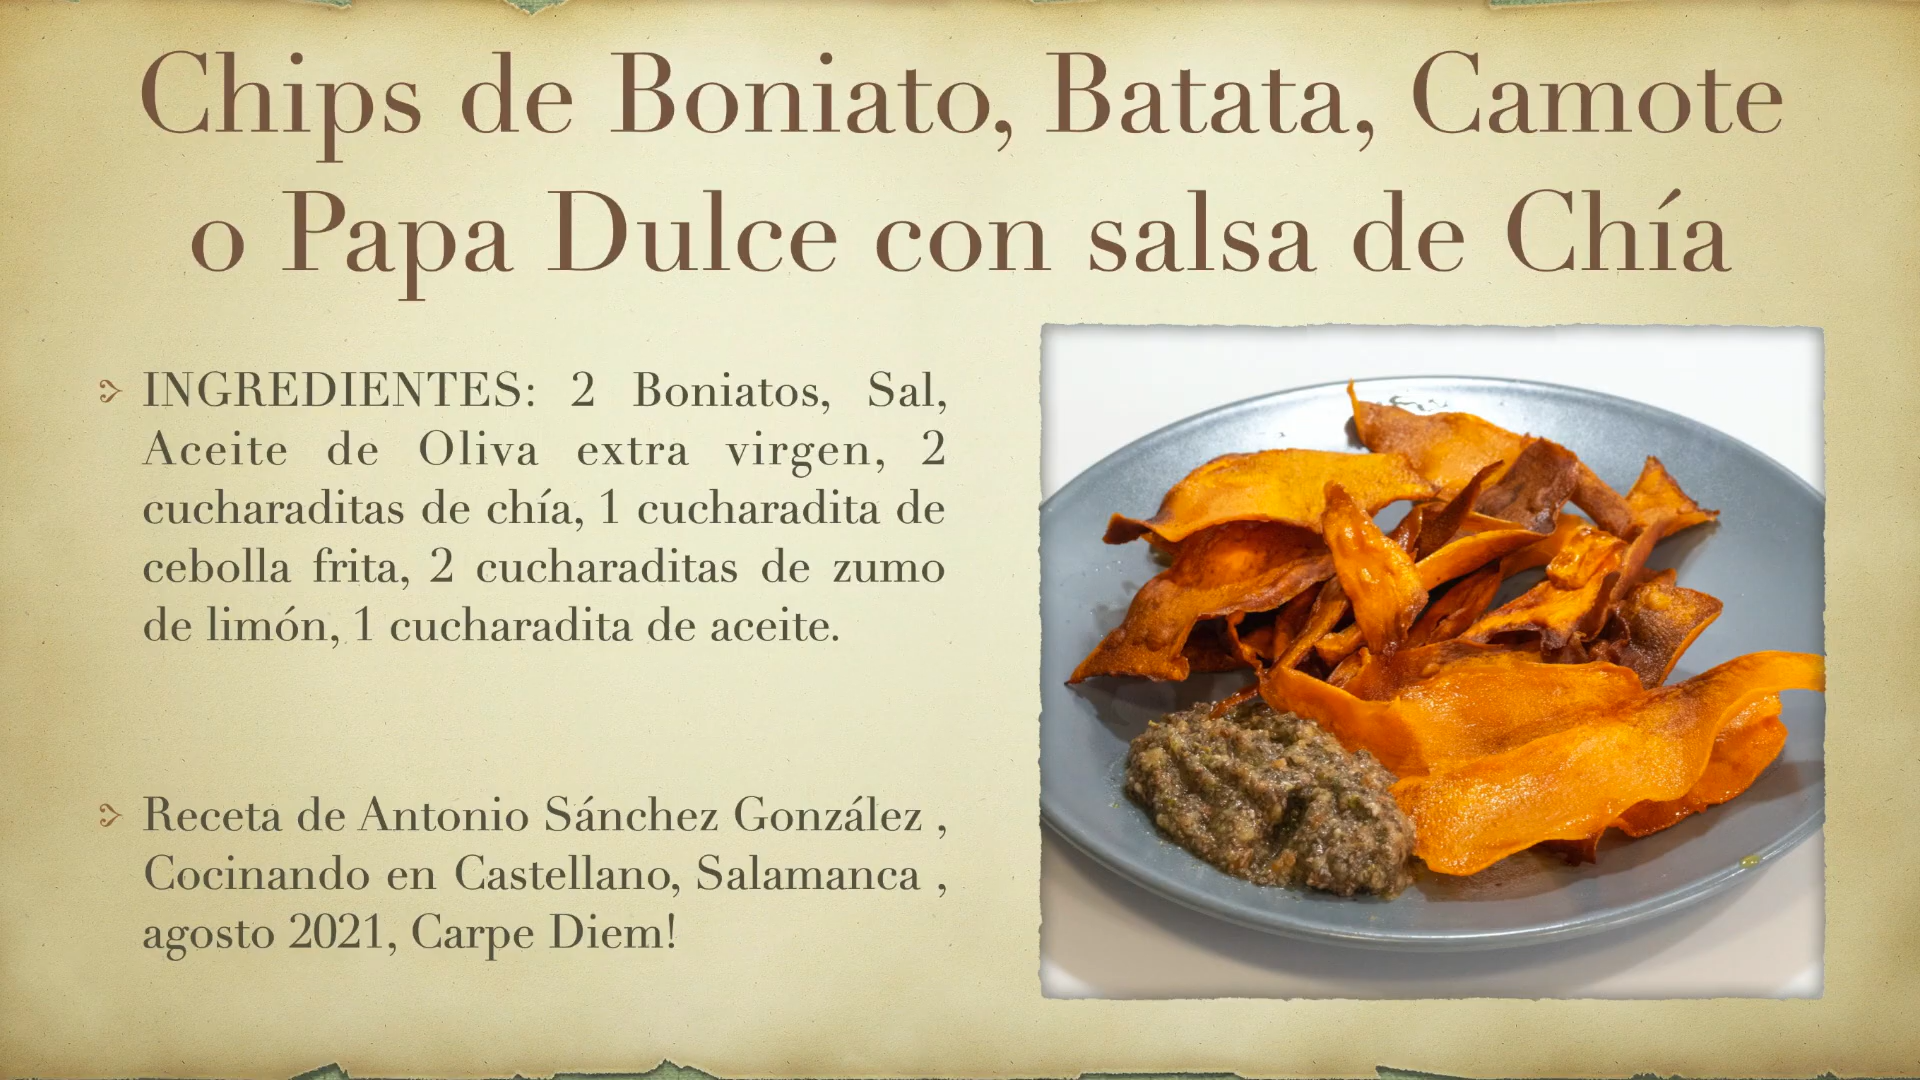 Chips de Boniato, Batata, Camote
o Papa Dulce con salsa de Chía
INGREDIENTES: 2 Boniatos, Sal,
Aceite de Oliva extra virgen, 2
cucharaditas de chía, 1 cucharadita de
cebolla frita, 2 cucharaditas de zumo
de limón, 1 cucharadita de aceite.
Receta de Antonio Sánchez González ,
Cocinando en Castellano, Salamanca ,
agosto 2021, Carpe Diem!